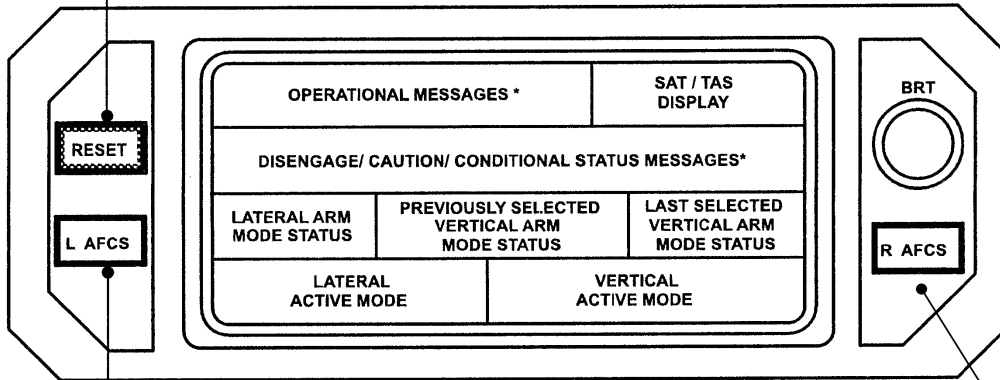 OPERATIONAL MESSAGES *
SAT / TAS
DISPLAY
BRT
RESET
DISENGAGE/ CAUTION/ CONDITIONAL STATUS MESSAGES*
L AFCS
LATERAL ARM
MODE STATUS
PREVIOUSLY SELECTED
VERTICAL ARM
MODE STATUS
LAST SELECTED
VERTICAL ARM
MODE STATUS
R AFCS
LATERAL
ACTIVE MODE
VERTICAL
ACTIVE MODE